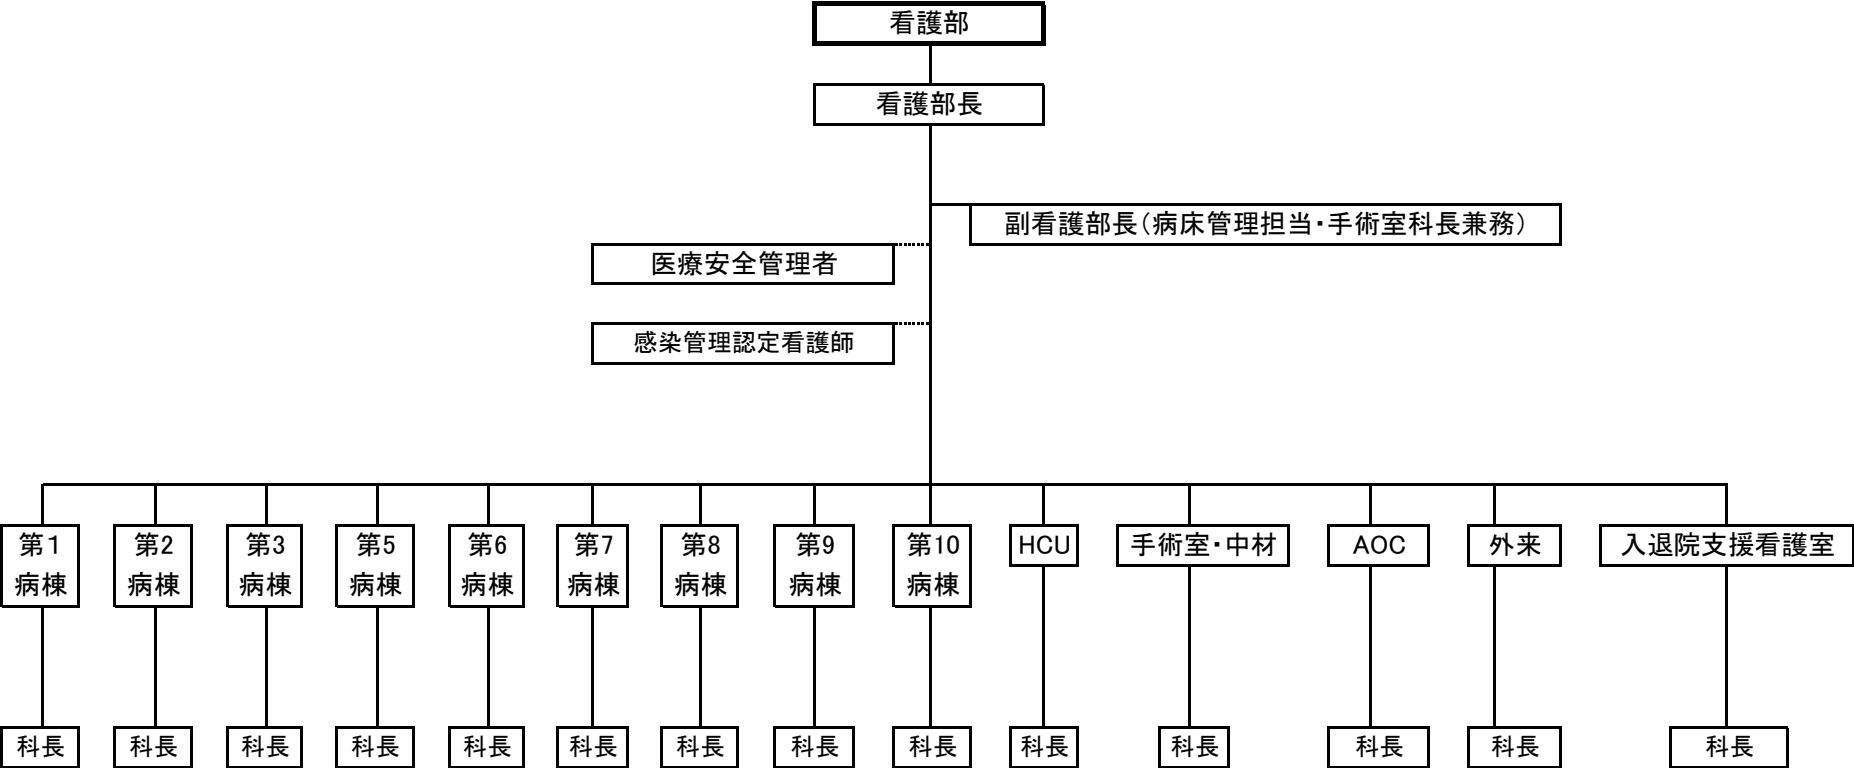 看護部
看護部長
副看護部長（病床管理担当・手術室科長兼務）
医療安全管理者
感染管理認定看護師
第1
病棟
第2
病棟
第3
病棟
第5
病棟
第6
病棟
第7
病棟
第8
病棟
第9
病棟
第10
病棟
HCU
手術室・中材
AOC
外来
入退院支援看護室
科長
科長
科長
科長
科長
科長
科長
科長
科長
科長
科長
科長
科長
科長